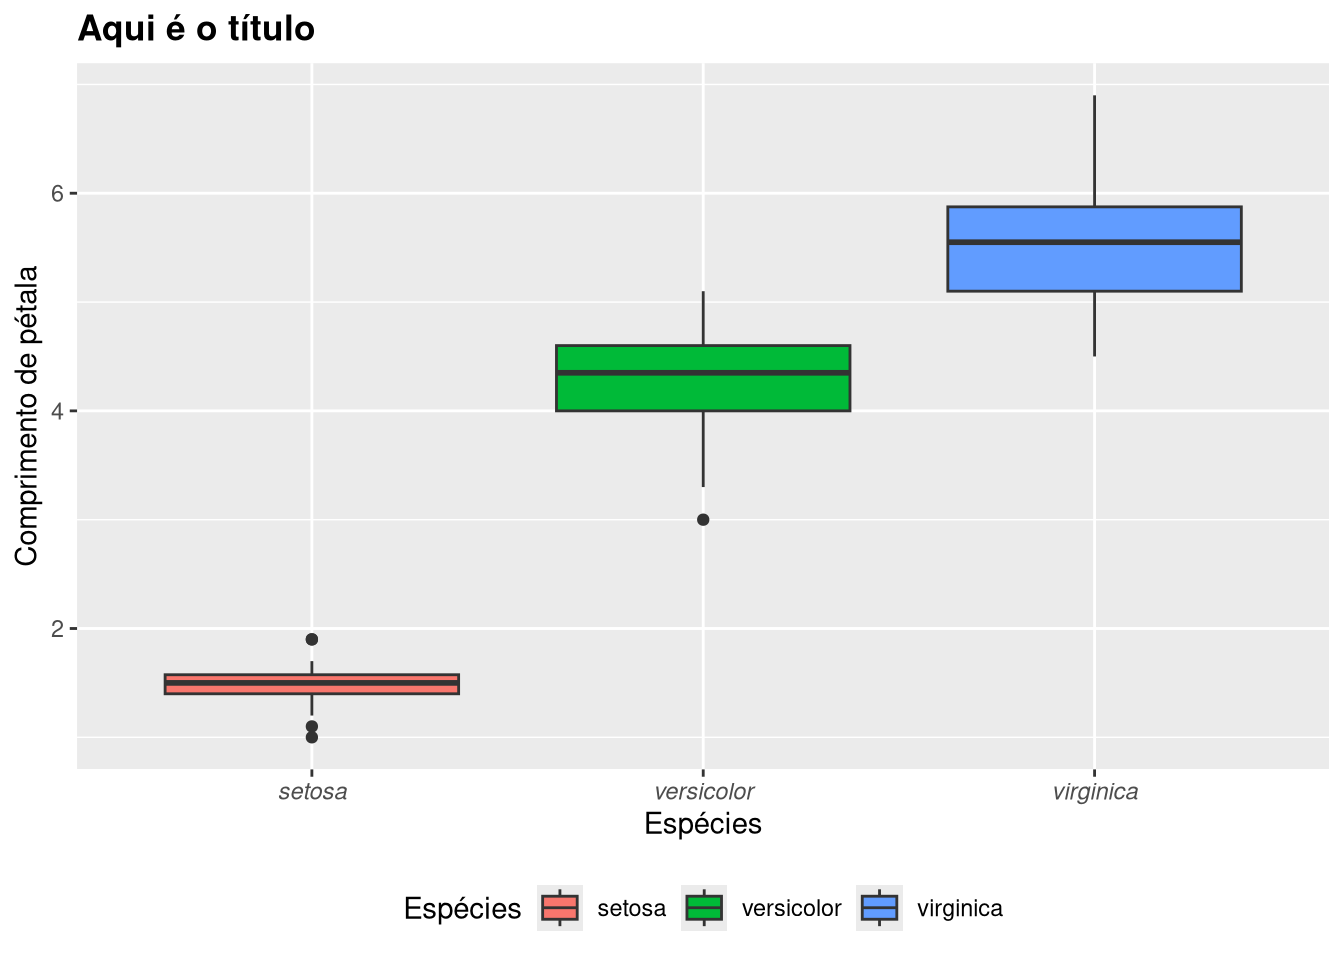 Aqui é o título
Comprimento de pétala
6
4
2
setosa versicolor virginica
Espécies
Espécies setosa versicolor virginica